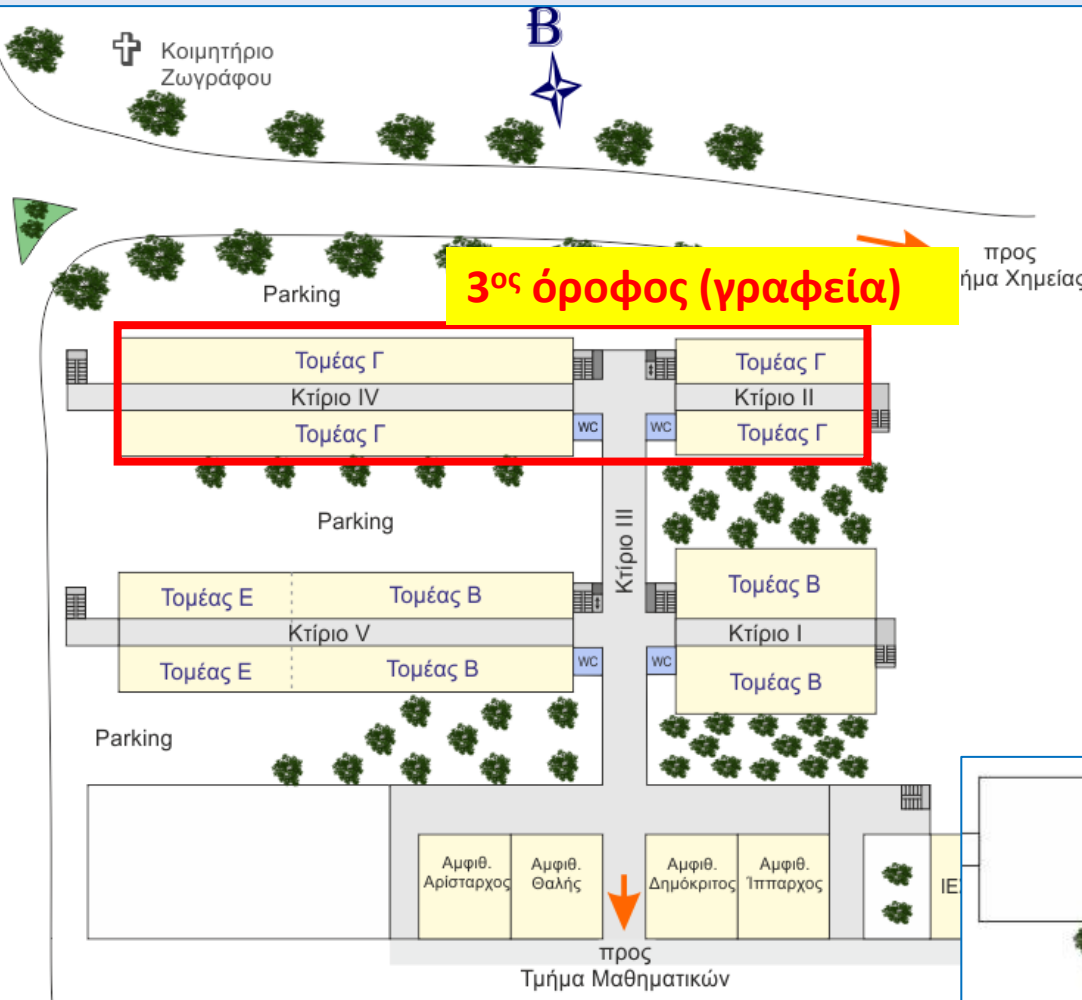 Β
Κοιμητήριο
Ζωγράφου
προς
ήμα Χημείας
3ος όροφος (γραφεία)
Parking
Τομέας Γ
Τομέας Γ
Κτίριο IV
Κτίριο II
Τομέας Γ
WC
WC
Τομέας Γ
Parking
Κτίριο III
Τομέας Ε
Τομέας Β
Τομέας Β
Κτίριο V
Κτίριο I
Τομέας Ε
Τομέας Β
WC
WC
Τομέας Β
Parking
Αμφιθ.
Αρίσταρχος
Αμφιθ.
Θαλής
Αμφιθ.
Δημόκριτος
Αμφιθ.
Ίππαρχος
ΙΕ
προς
Τμήμα Μαθηματικών